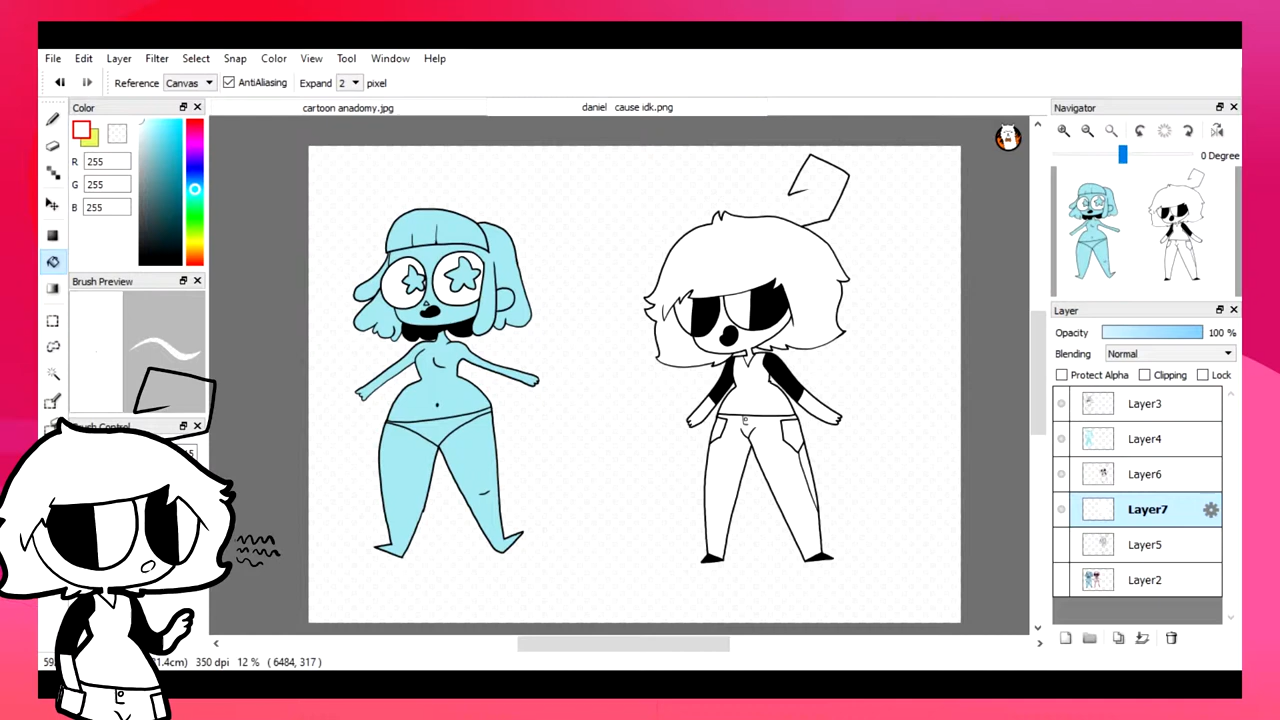 File Edit Layer Filter Select Snap Color View Tool Window Help
Reference Canvas AntiAliasing Expand 2 pixel
Color
cartoon anadomy.jpg
daniel cause idk.png
Navigator
R 255
G 255
B 255
0 Degree
Brush Preview
Layer
Opacity 100 %
Blending Normal
Protect Alpha Clipping Lock
Layer3
Layer4
Layer6
Layer7
Layer5
Layer2
350 dpi 12 % ( 6484, 317 )